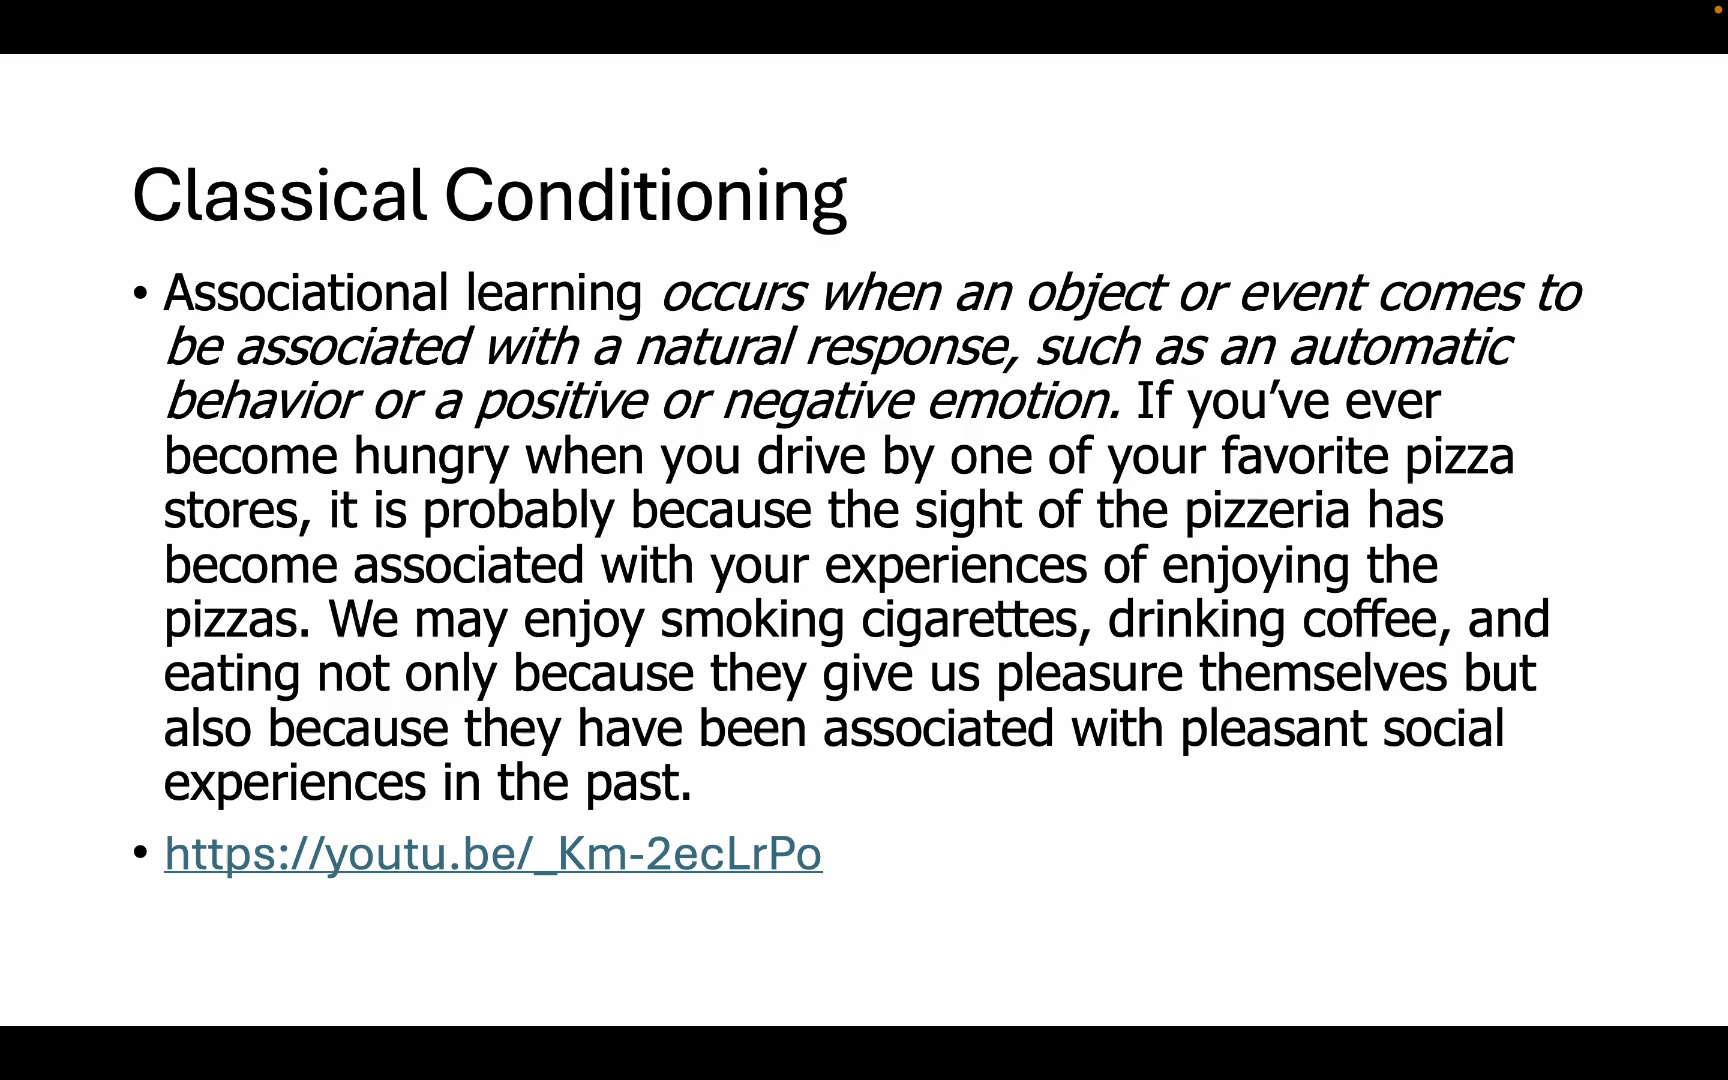 Classical Conditioning
• Associational learning occurs when an object or event comes to
be associated with a natural response, such as an automatic
behavior or a positive or negative emotion. If you’ve ever
become hungry when you drive by one of your favorite pizza
stores, it is probably because the sight of the pizzeria has
become associated with your experiences of enjoying the
pizzas. We may enjoy smoking cigarettes, drinking coffee, and
eating not only because they give us pleasure themselves but
also because they have been associated with pleasant social
experiences in the past.
• https://youtu.be/_Km-2ecLrPo